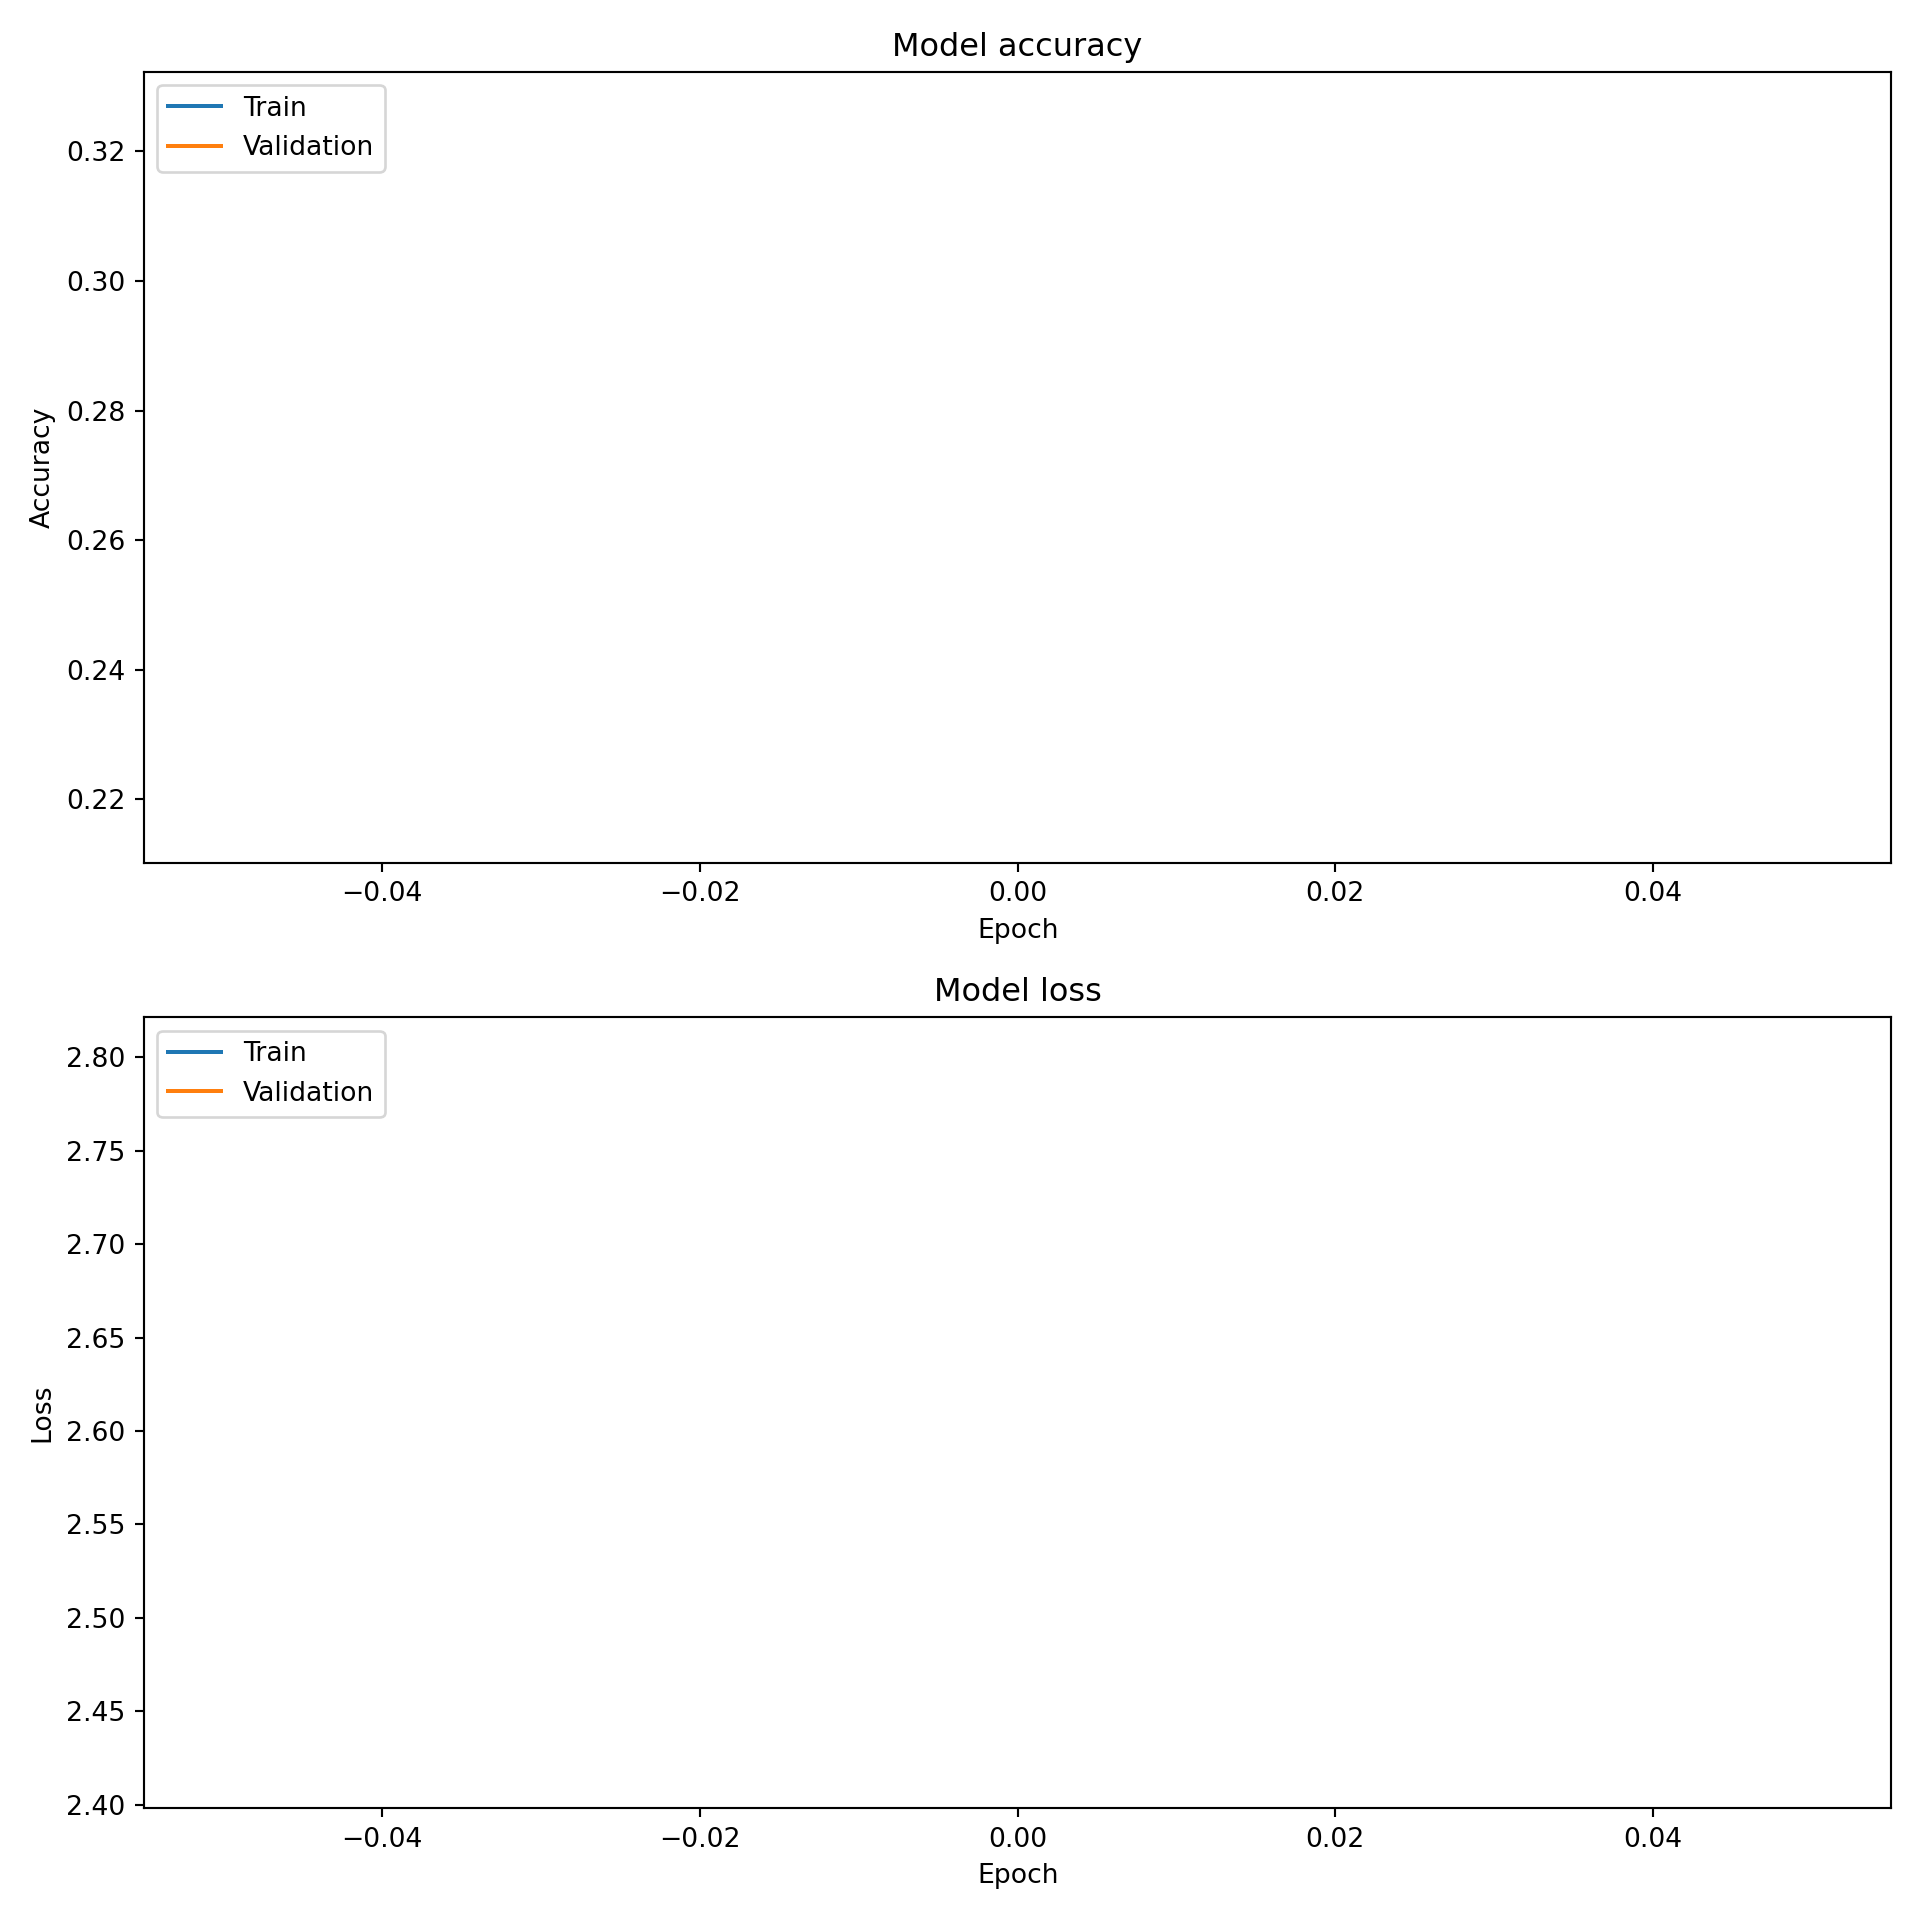 Model accuracy
Train
Validation
0.32
0.30
0.28
0.26
0.24
0.22
Accuracy
−0.04 −0.02 0.00 0.02 0.04
Epoch
Model loss
Train
Validation
2.80
2.75
2.70
2.65
2.60
2.55
2.50
2.45
2.40
Loss
−0.04 −0.02 0.00 0.02 0.04
Epoch